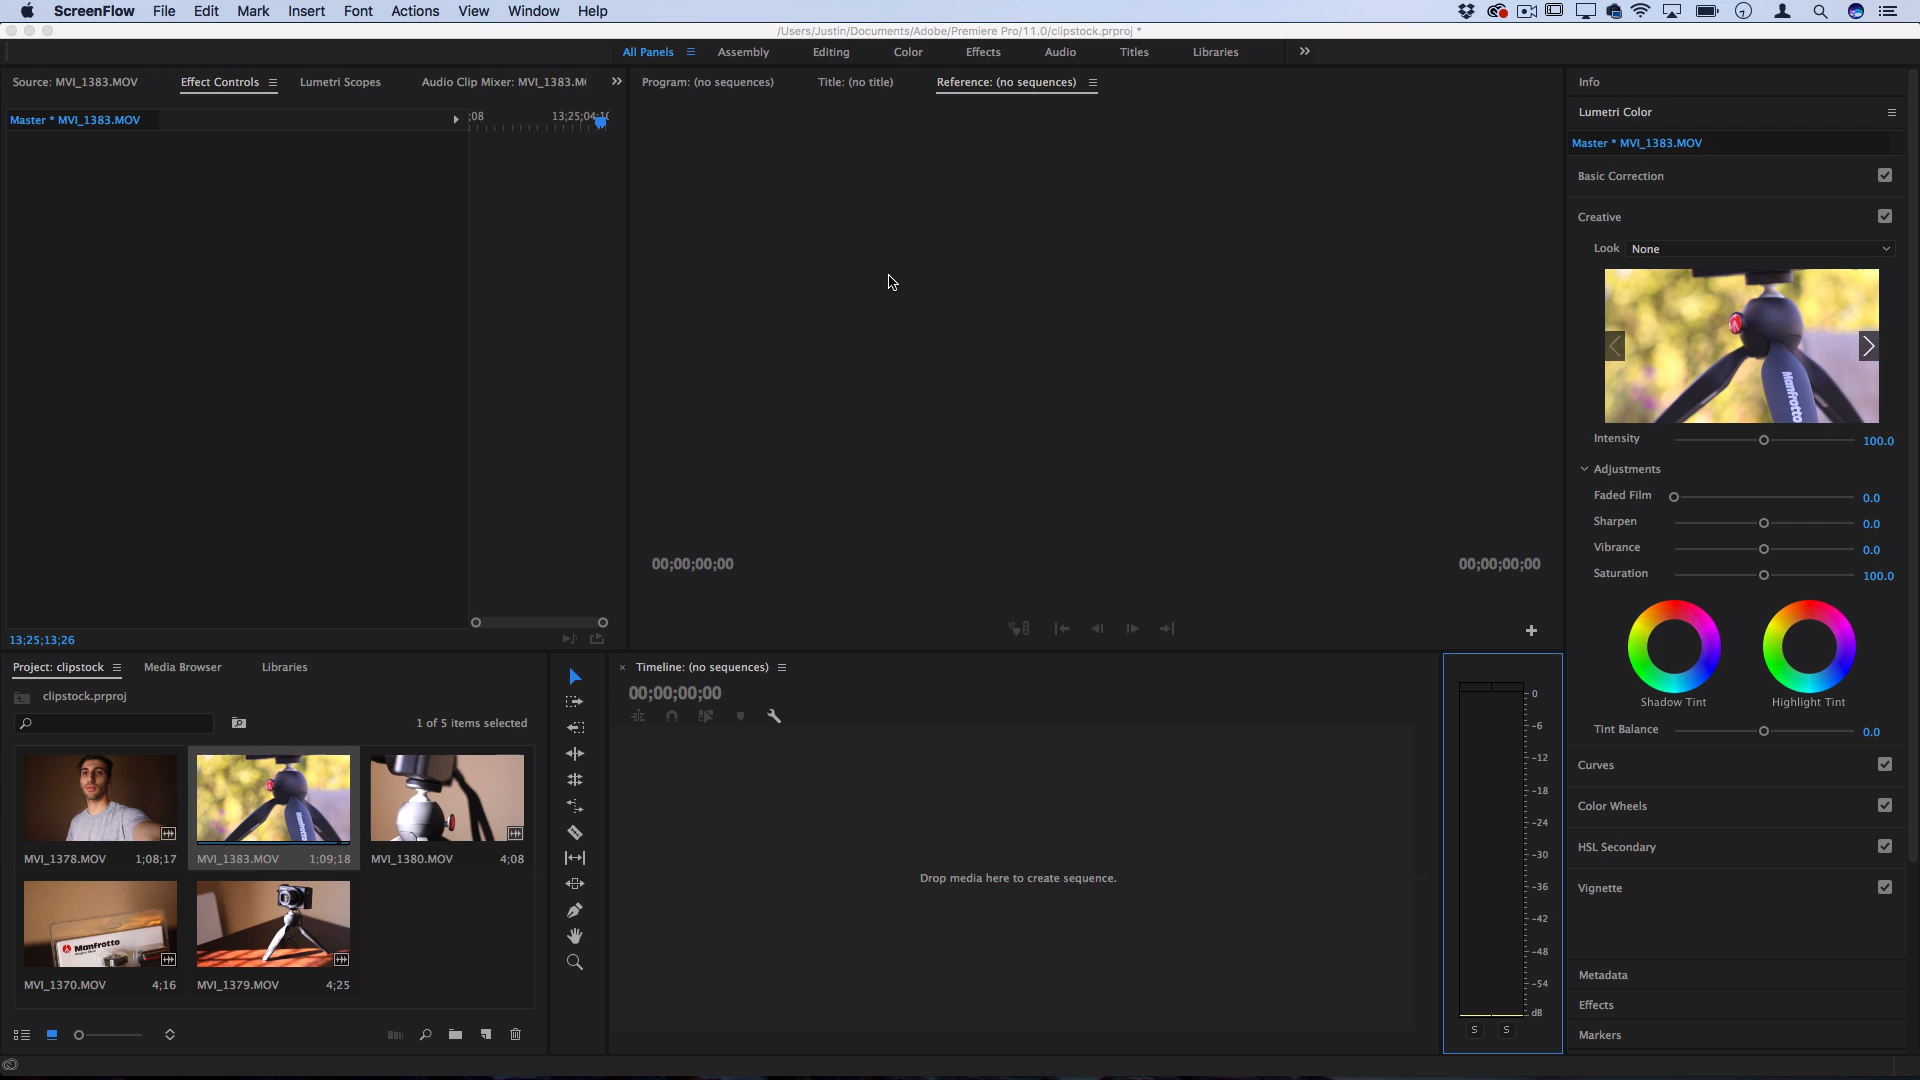 ScreenFlow File Edit Mark Insert Font Actions View Window Help
/Users/Justin/Documents/Adobe/Premiere Pro/11.0/clipstock.prproj *
All Panels Assembly Editing Color Effects Audio Titles Libraries
Source: MVI_1383.MOV Effect Controls Lumetri Scopes Audio Clip Mixer: MVI_1383.M
Program: (no sequences) Title: (no title) Reference: (no sequences)
Info
Lumetri Color
Master * MVI_1383.MOV
;08 13;25;04;1
Master * MVI_1383.MOV
Basic Correction
Creative
Look None
Manfrotto
Intensity 100.0
Adjustments
Faded Film 0.0
Sharpen 0.0
Vibrance 0.0
Saturation 100.0
Shadow Tint Highlight Tint
Tint Balance 0.0
Curves
Color Wheels
HSL Secondary
Vignette
Metadata
Effects
Markers
00;00;00;00 00;00;00;00
13;25;13;26
Project: clipstock Media Browser Libraries
clipstock.prproj
1 of 5 items selected
MVI_1378.MOV 1;08;17
Manfrotto
MVI_1383.MOV 1;09;18
MVI_1380.MOV 4;08
Manfrotto
MVI_1370.MOV 4;16
MVI_1379.MOV 4;25
× Timeline: (no sequences)
00;00;00;00
Drop media here to create sequence.
0
-6
-12
-18
-24
-30
-36
-42
-48
-54
dB
S S